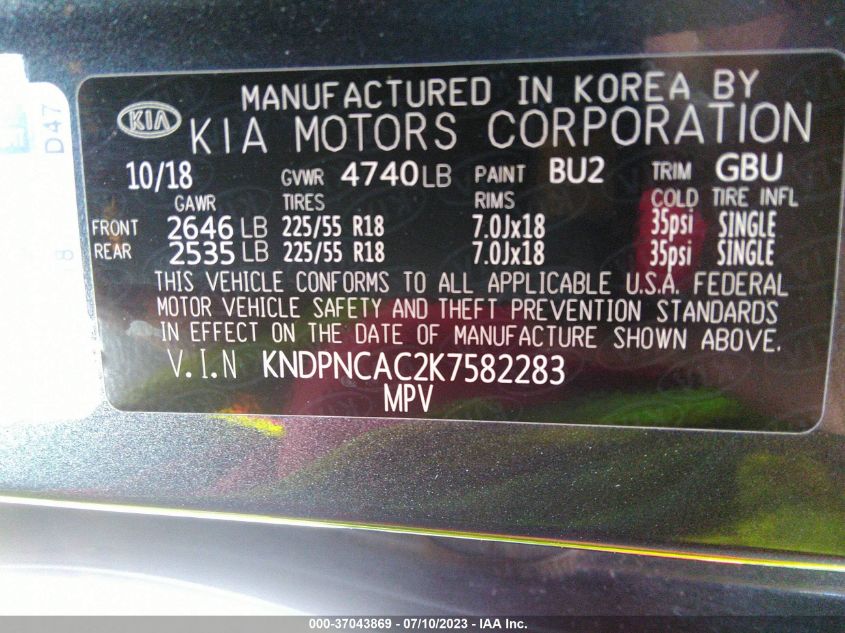 MANUFACTURED IN KOREA BY
KIA KIA MOTORS CORPORATION
10/18 GVWR 4740 LB PAINT BU2 TRIM GBU
GAWR TIRES RIMS COLD TIRE INFL
FRONT 2646 LB 225/55 R18 7.0Jx18 35psi SINGLE
REAR 2535 LB 225/55 R18 7.0Jx18 35psi SINGLE
THIS VEHICLE CONFORMS TO ALL APPLICABLE U.S.A. FEDERAL
MOTOR VEHICLE SAFETY AND THEFT PREVENTION STANDARDS
IN EFFECT ON THE DATE OF MANUFACTURE SHOWN ABOVE.
V.I.N KNDPNCAC2K7582283
MPV
D47
8
000-37043869 / 07/10/2023 - IAA Inc.